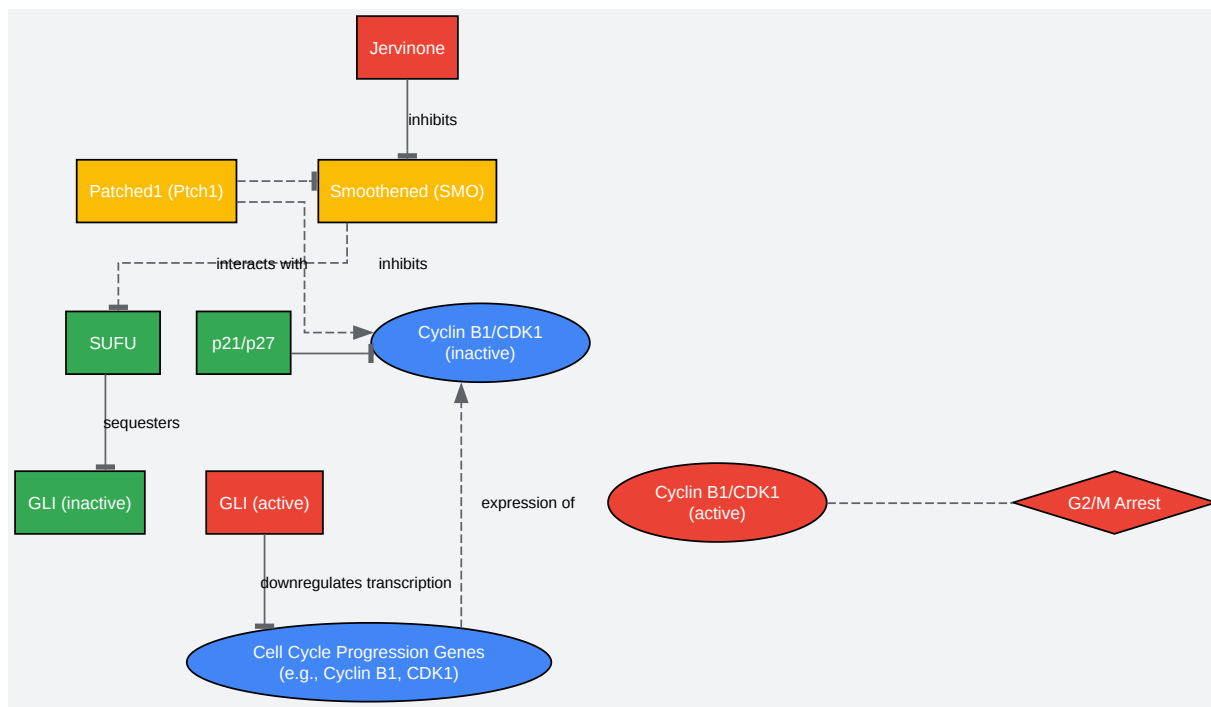 Jervinone
inhibits
Patched1 (Ptch1)
Smoothened (SMO)
interacts with
inhibits
SUFU
p21/p27
Cyclin B1/CDK1
(inactive)
sequesters
GLI (inactive)
GLI (active)
expression of
Cyclin B1/CDK1
(active)
G2/M Arrest
downregulates transcription
Cell Cycle Progression Genes
(e.g., Cyclin B1, CDK1)